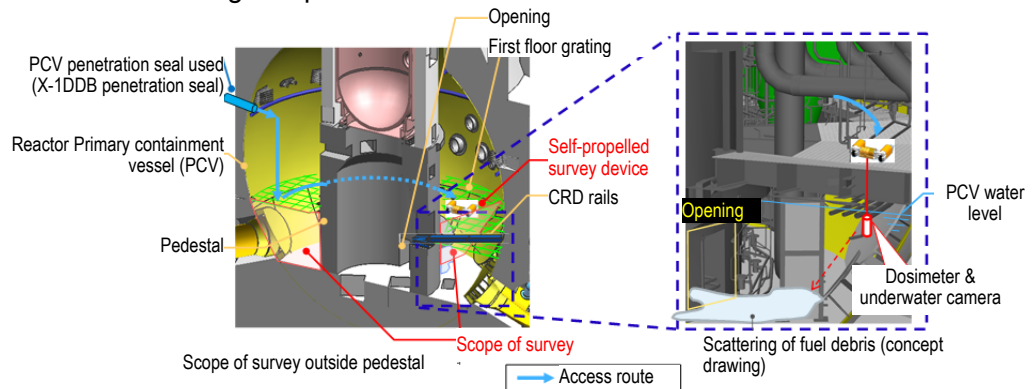 Opening
First floor grating
PCV penetration seal used
(X-1DDB penetration seal)
Reactor Primary containment
vessel (PCV)
Self-propelled
survey device
CRD rails
Pedestal
Scope of survey
Scope of survey outside pedestal
Access route
Opening
PCV water
level
Dosimeter &
underwater camera
Scattering of fuel debris (concept
drawing)